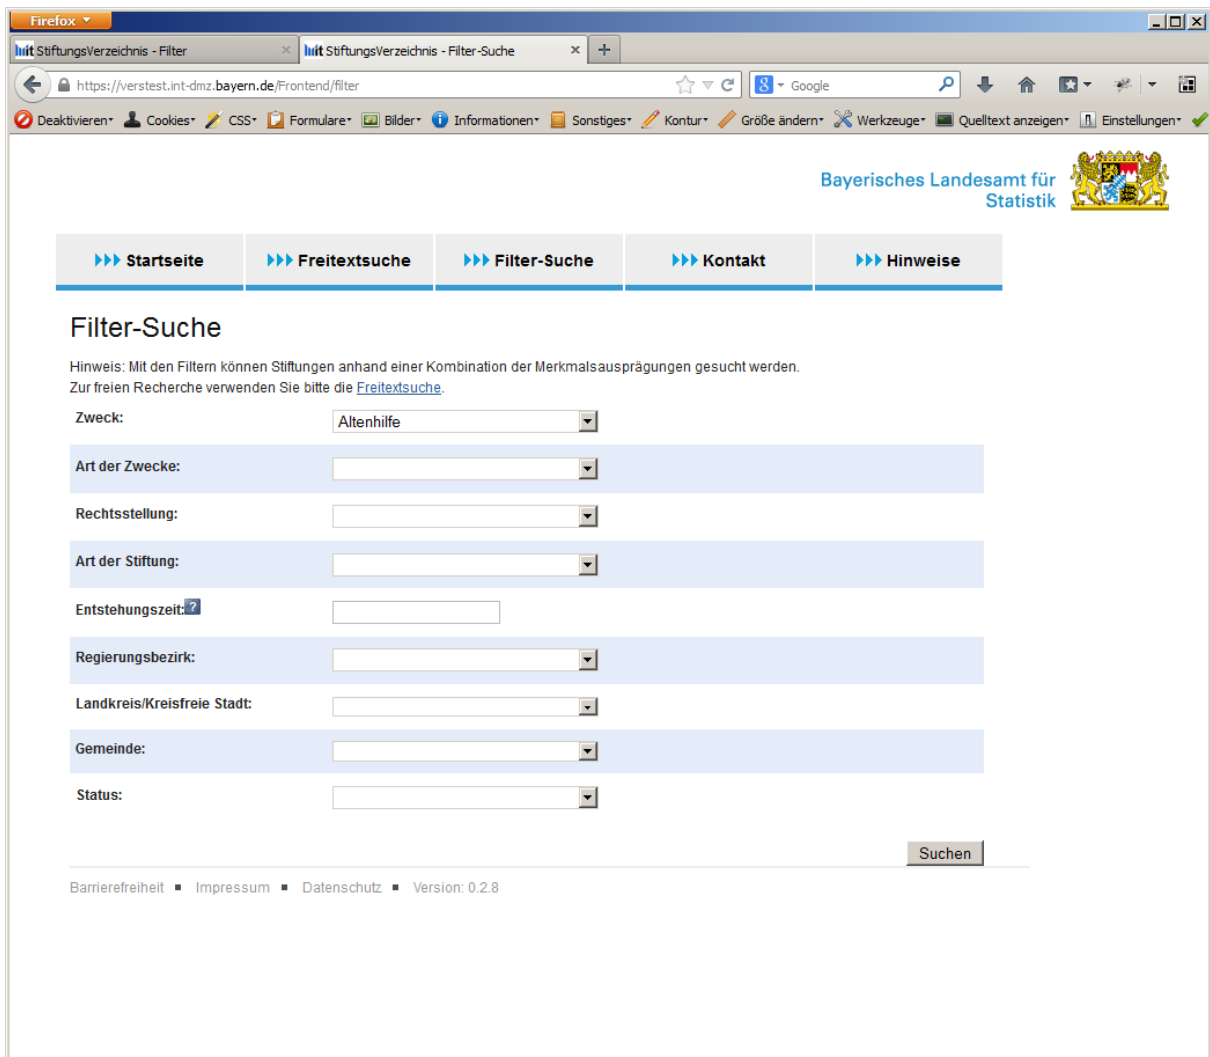 Firefox
StiftungsVerzeichnis - Filter
StiftungsVerzeichnis - Filter-Suche
https://verstest.int-dmz.bayern.de/Frontend/filter
Google
Deaktivieren Cookies CSS Formulare Bilder Informationen Sonstiges Kontur Größe ändern Werkzeuge Quelltext anzeigen Einstellungen
Bayerisches Landesamt für
Statistik
Startseite Freitextsuche Filter-Suche Kontakt Hinweise
Filter-Suche
Hinweis: Mit den Filtern können Stiftungen anhand einer Kombination der Merkmalsausprägungen gesucht werden.
Zur freien Recherche verwenden Sie bitte die Freitextsuche.
Zweck: Altenhilfe
Art der Zwecke:
Rechtsstellung:
Art der Stiftung:
Entstehungszeit: ?
Regierungsbezirk:
Landkreis/Kreisfreie Stadt:
Gemeinde:
Status:
Suchen
Barrierefreiheit ■ Impressum ■ Datenschutz ■ Version: 0.2.8